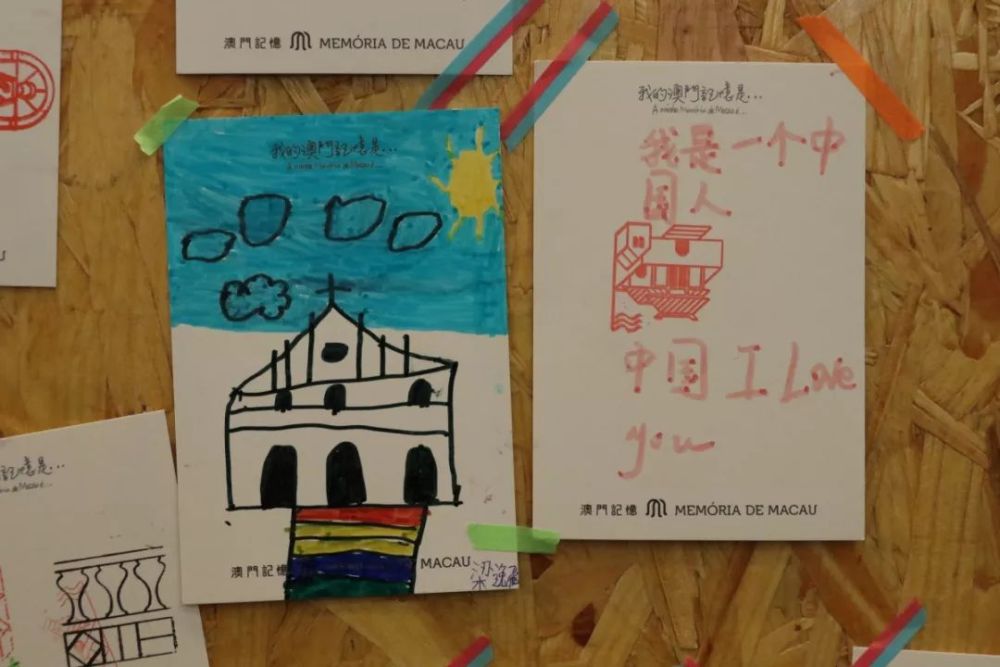 澳門記憶 MEMÓRIA DE MACAU
我的澳門記憶是...
我的澳門記憶是...
A minha Memória de Macau é...
我是一个中
国人
中国 I Love
you
澳門記憶 MEMÓRIA DE MACAU
澳門記憶 MACAU
記憶是...